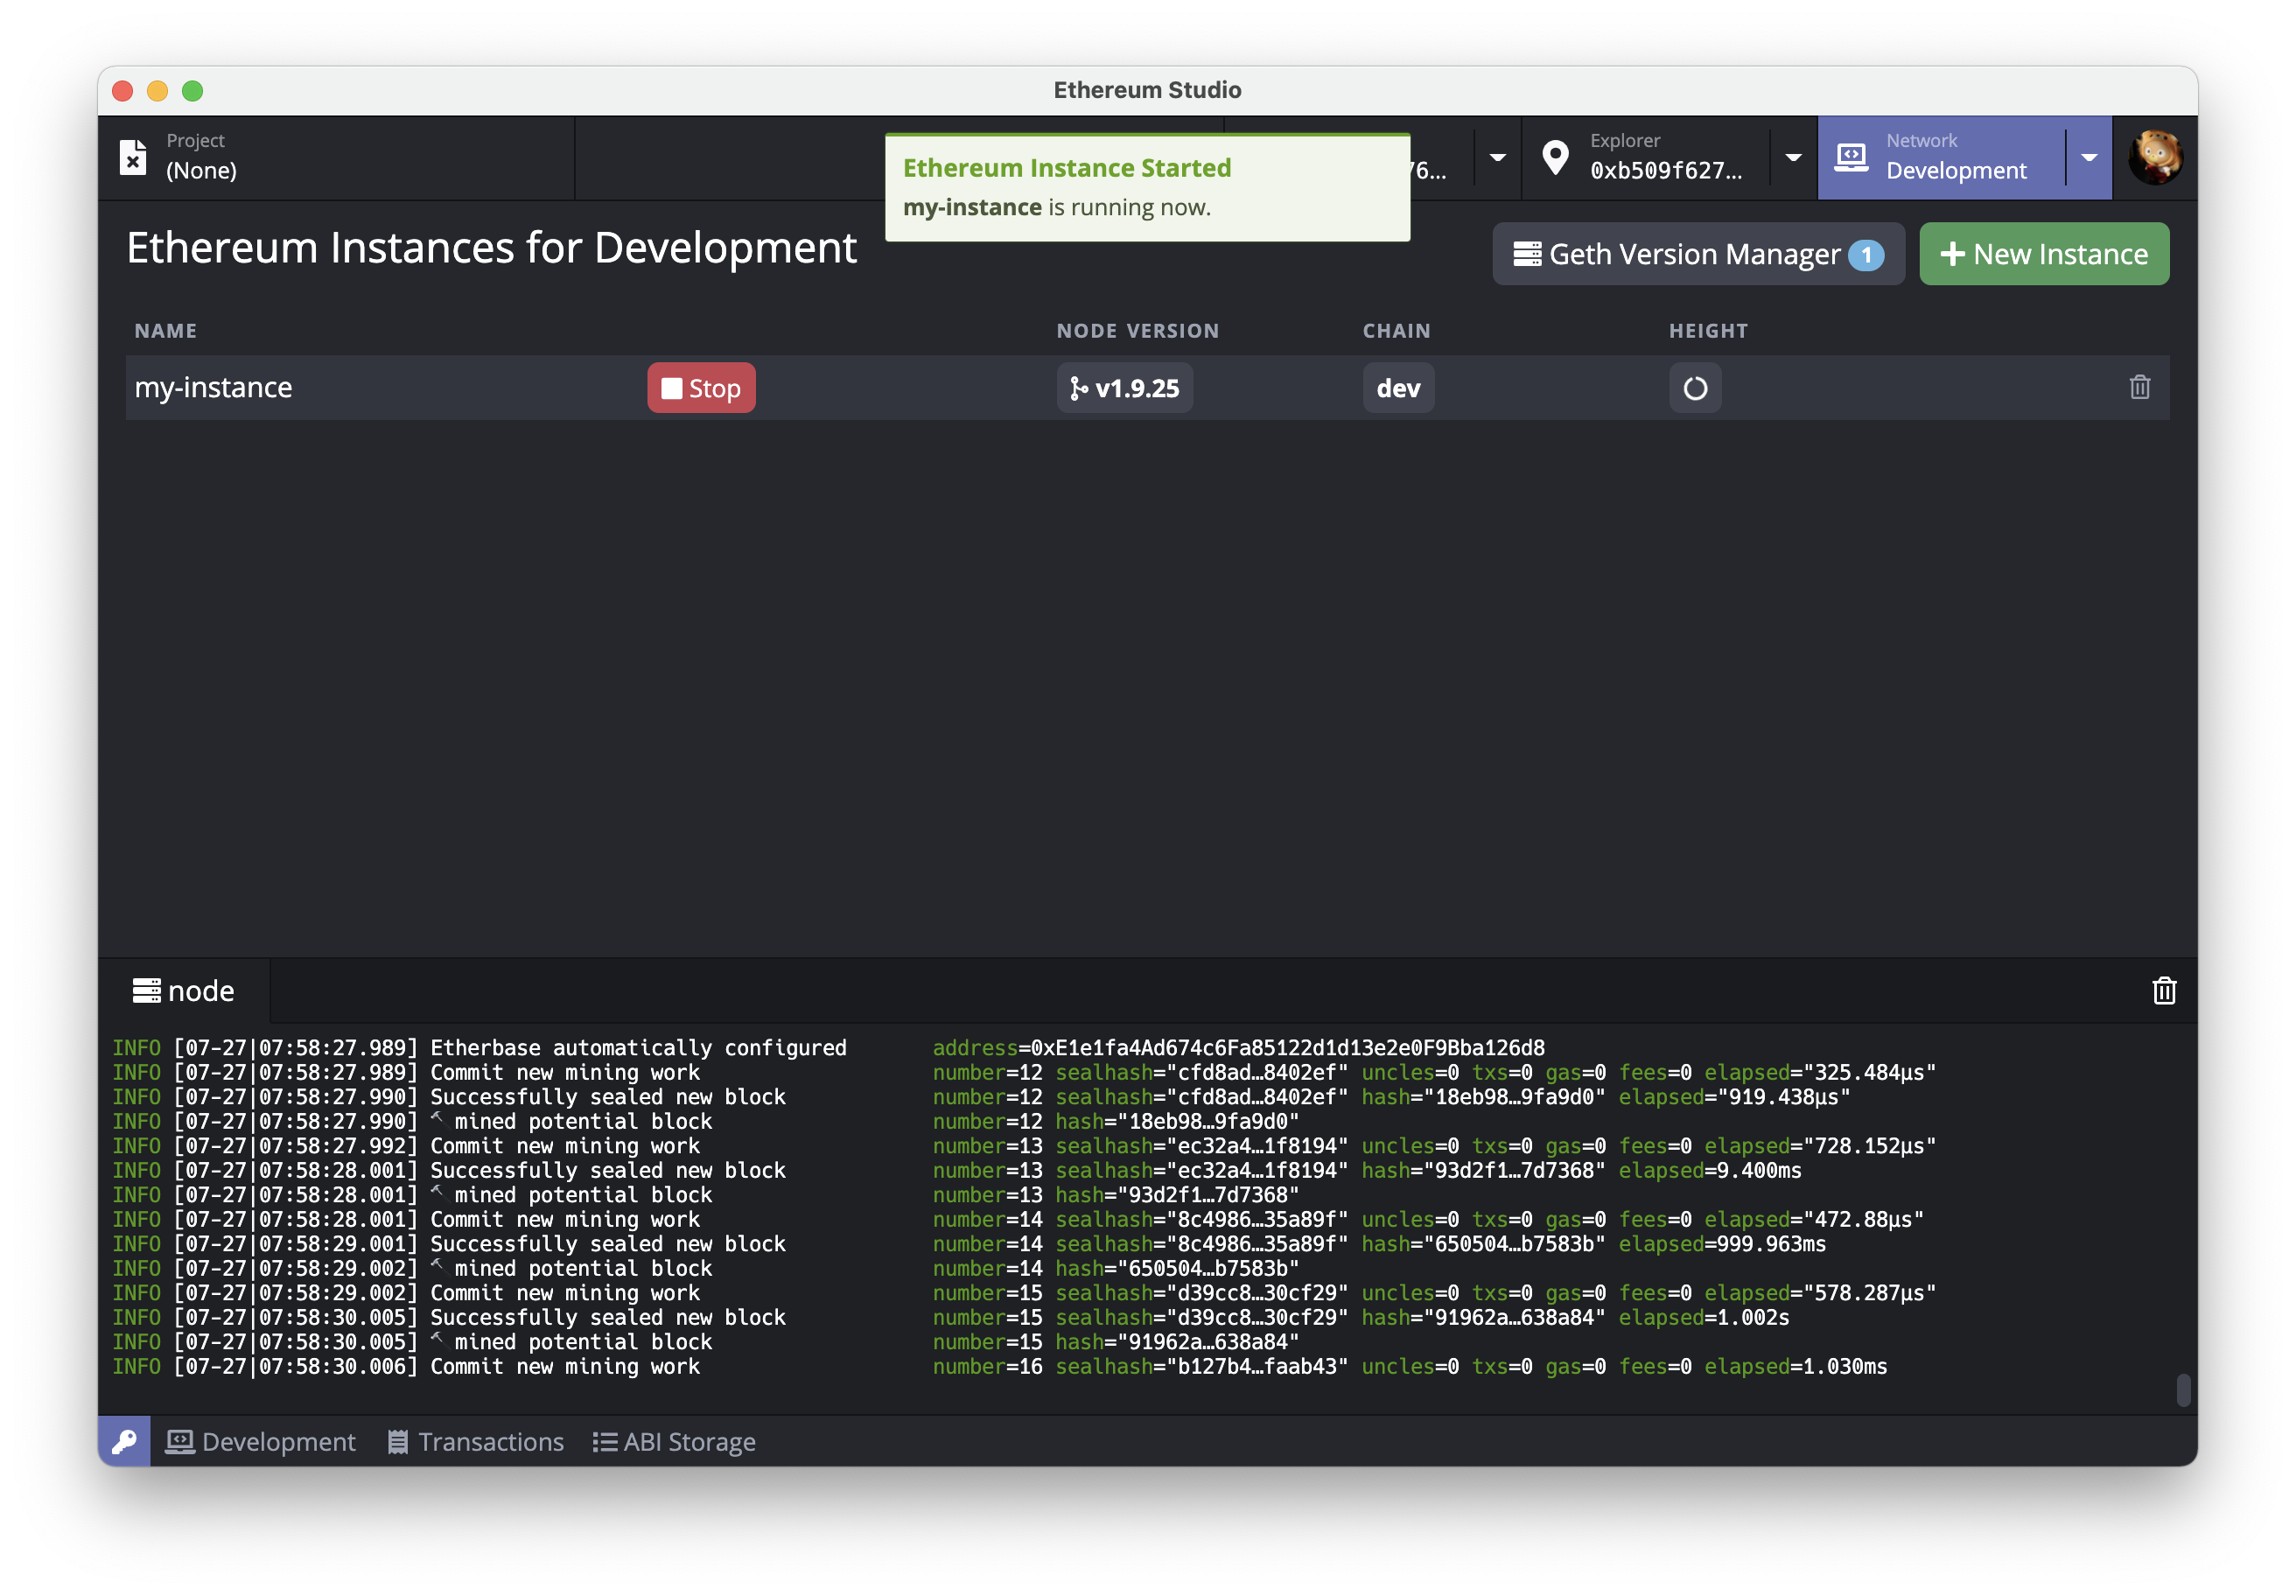 Ethereum Studio
Project
(None)
76...
Explorer
0xb509f627...
Network
Development
Ethereum Instance Started
my-instance is running now.
Ethereum Instances for Development
Geth Version Manager 1
New Instance
NAME NODE VERSION CHAIN HEIGHT
my-instance Stop v1.9.25 dev
node
INFO [07-27|07:58:27.989] Etherbase automatically configured address=0xE1e1fa4Ad674c6Fa85122d1d13e2e0F9Bba126d8
INFO [07-27|07:58:27.989] Commit new mining work number=12 sealhash="cfd8ad…8402ef" uncles=0 txs=0 gas=0 fees=0 elapsed="325.484µs"
INFO [07-27|07:58:27.990] Successfully sealed new block number=12 sealhash="cfd8ad…8402ef" hash="18eb98…9fa9d0" elapsed="919.438µs"
INFO [07-27|07:58:27.990] 🔨 mined potential block number=12 hash="18eb98…9fa9d0"
INFO [07-27|07:58:27.992] Commit new mining work number=13 sealhash="ec32a4…1f8194" uncles=0 txs=0 gas=0 fees=0 elapsed="728.152µs"
INFO [07-27|07:58:28.001] Successfully sealed new block number=13 sealhash="ec32a4…1f8194" hash="93d2f1…7d7368" elapsed=9.400ms
INFO [07-27|07:58:28.001] 🔨 mined potential block number=13 hash="93d2f1…7d7368"
INFO [07-27|07:58:28.001] Commit new mining work number=14 sealhash="8c4986…35a89f" uncles=0 txs=0 gas=0 fees=0 elapsed="472.88µs"
INFO [07-27|07:58:29.001] Successfully sealed new block number=14 sealhash="8c4986…35a89f" hash="650504…b7583b" elapsed=999.963ms
INFO [07-27|07:58:29.002] 🔨 mined potential block number=14 hash="650504…b7583b"
INFO [07-27|07:58:29.002] Commit new mining work number=15 sealhash="d39cc8…30cf29" uncles=0 txs=0 gas=0 fees=0 elapsed="578.287µs"
INFO [07-27|07:58:30.005] Successfully sealed new block number=15 sealhash="d39cc8…30cf29" hash="91962a…638a84" elapsed=1.002s
INFO [07-27|07:58:30.005] 🔨 mined potential block number=15 hash="91962a…638a84"
INFO [07-27|07:58:30.006] Commit new mining work number=16 sealhash="b127b4…faab43" uncles=0 txs=0 gas=0 fees=0 elapsed=1.030ms
Development Transactions ABI Storage